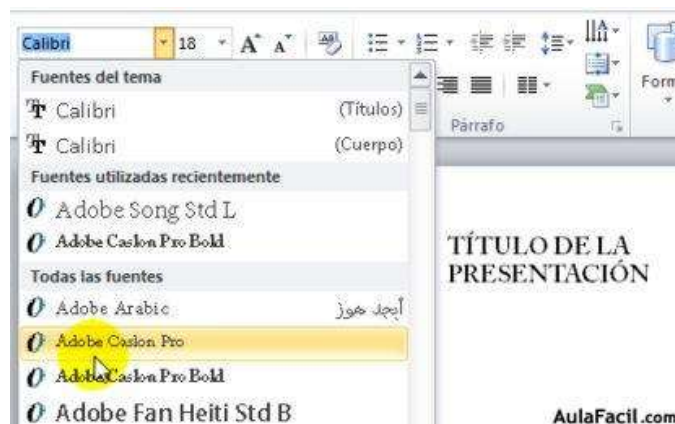 Calibri 18
Form
Párrafo
Fuentes del tema
Calibri (Títulos)
Calibri (Cuerpo)
Fuentes utilizadas recientemente
Adobe Song Std L
Adobe Caslon Pro Bold
Todas las fuentes
Adobe Arabic أبجد هوز
Adobe Caslon Pro
Adobe Caslon Pro Bold
Adobe Fan Heiti Std B
TÍTULO DE LA
PRESENTACIÓN
AulaFacil.com